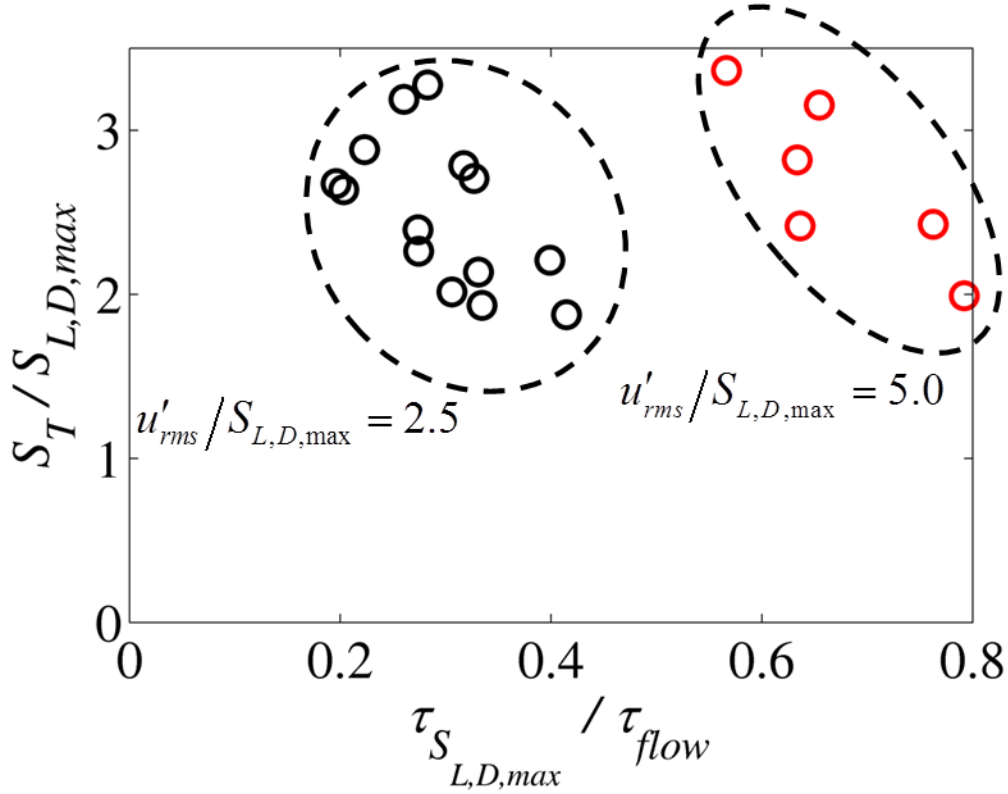 3
2
1
0
0
0.2
0.4
0.6
0.8
S_T / S_{L,D,max}
u'_{rms}/S_{L,D,max} = 2.5
u'_{rms}/S_{L,D,max} = 5.0
τ_{S_{L,D,max}} / τ_{flow}